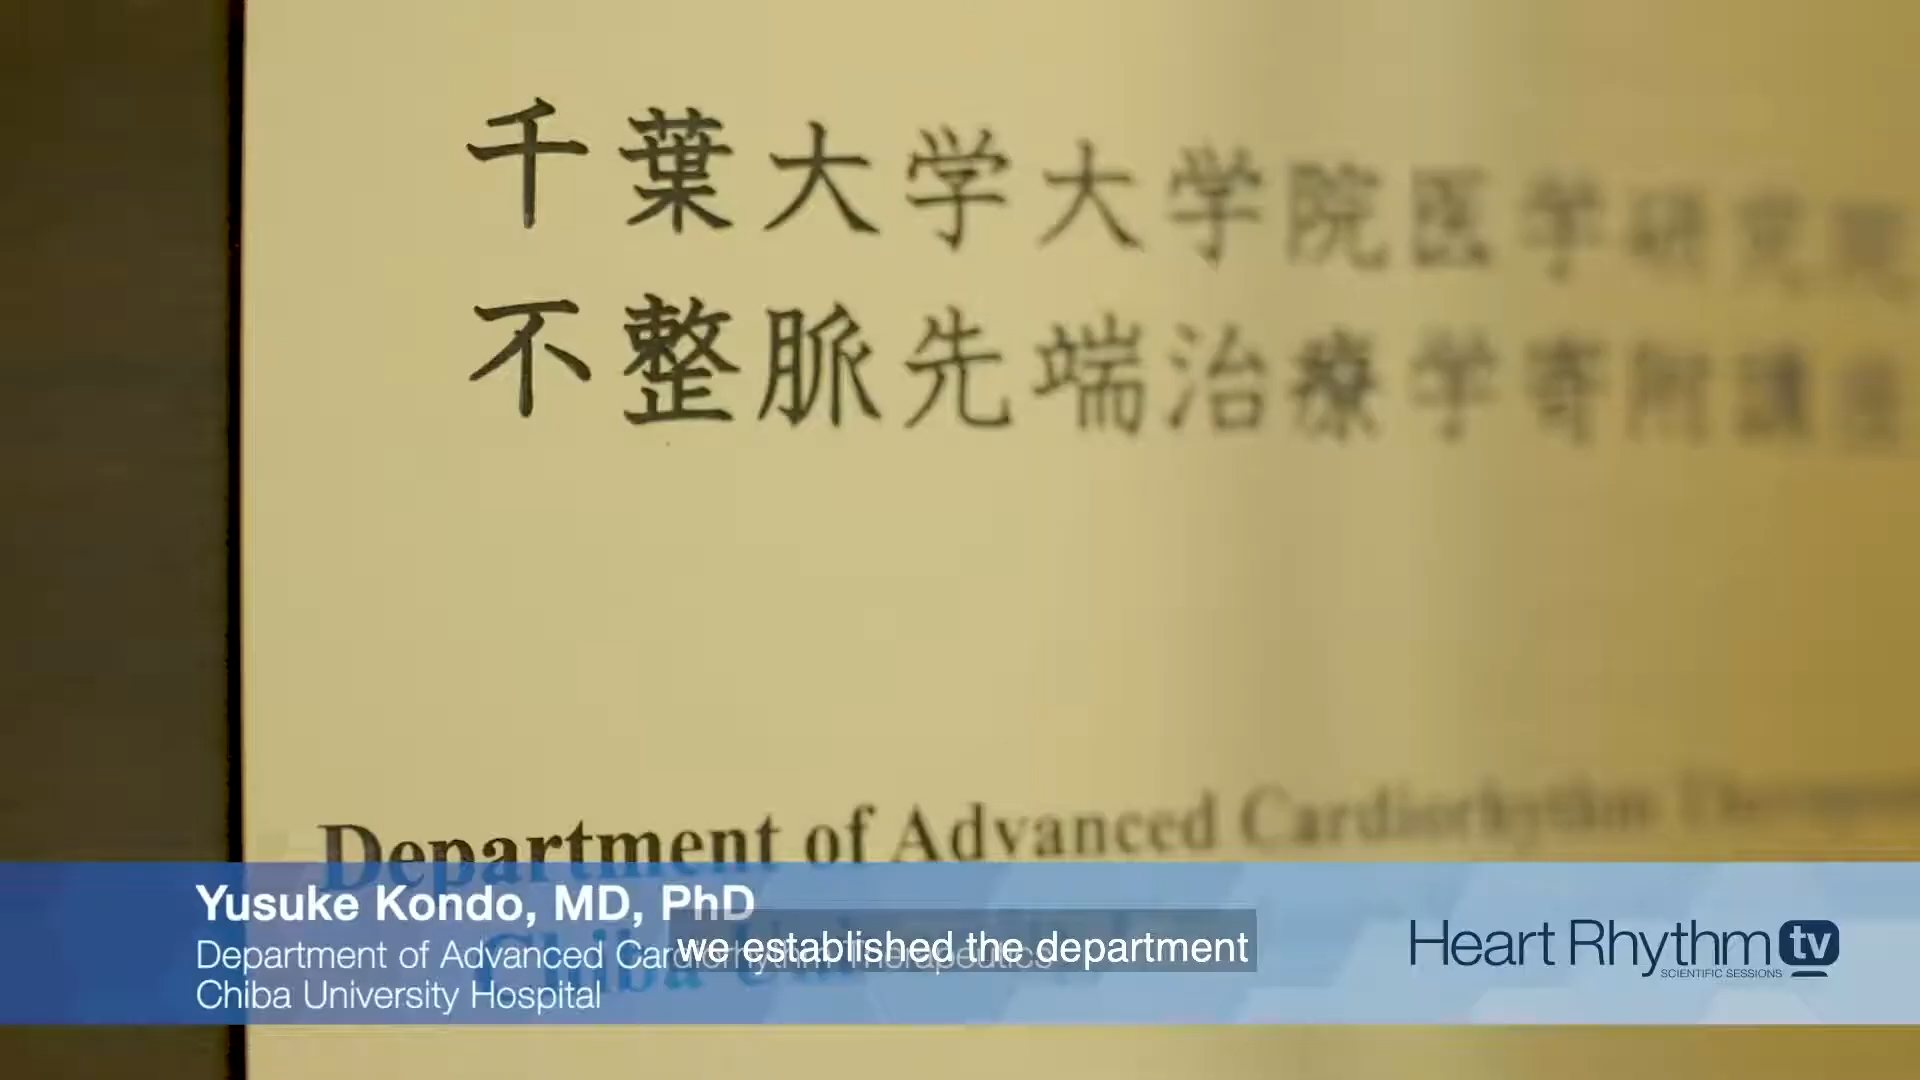 千葉大学大学院医学研究院
不整脈先端治療学寄附講座
Department of Advanced Cardiorhythm
Yusuke Kondo, MD, PhD
Department of Advanced Cardiorhythm Therapeutics
Chiba University Hospital
we established the department
Heart Rhythm tv
SCIENTIFIC SESSIONS